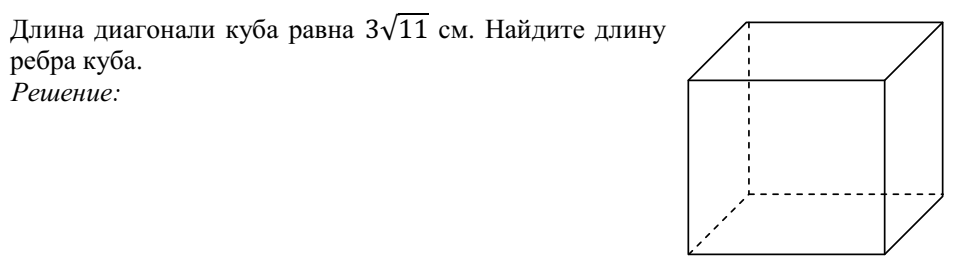 Длина диагонали куба равна 3√11 см. Найдите длину
ребра куба.
Решение: